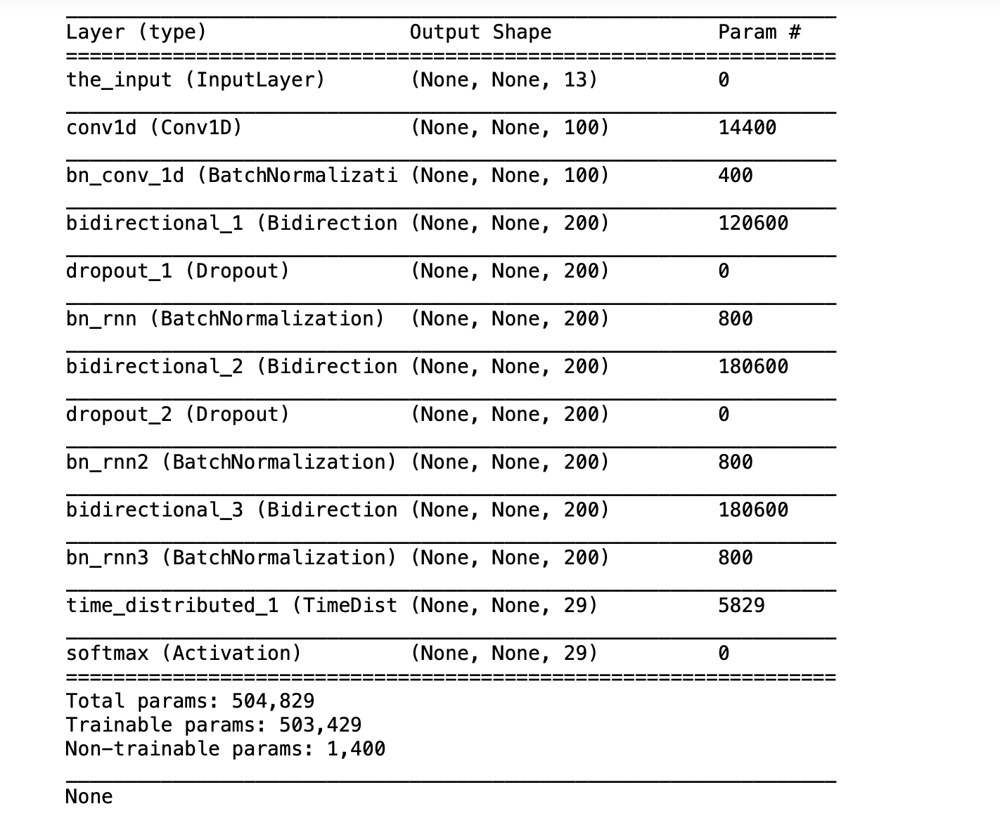 Layer (type) Output Shape Param #
=================================================================
the_input (InputLayer) (None, None, 13) 0
_________________________________________________________________
conv1d (Conv1D) (None, None, 100) 14400
_________________________________________________________________
bn_conv_1d (BatchNormalizati (None, None, 100) 400
_________________________________________________________________
bidirectional_1 (Bidirection (None, None, 200) 120600
_________________________________________________________________
dropout_1 (Dropout) (None, None, 200) 0
_________________________________________________________________
bn_rnn (BatchNormalization) (None, None, 200) 800
_________________________________________________________________
bidirectional_2 (Bidirection (None, None, 200) 180600
_________________________________________________________________
dropout_2 (Dropout) (None, None, 200) 0
_________________________________________________________________
bn_rnn2 (BatchNormalization) (None, None, 200) 800
_________________________________________________________________
bidirectional_3 (Bidirection (None, None, 200) 180600
_________________________________________________________________
bn_rnn3 (BatchNormalization) (None, None, 200) 800
_________________________________________________________________
time_distributed_1 (TimeDist (None, None, 29) 5829
_________________________________________________________________
softmax (Activation) (None, None, 29) 0
=================================================================
Total params: 504,829
Trainable params: 503,429
Non-trainable params: 1,400
_________________________________________________________________
None